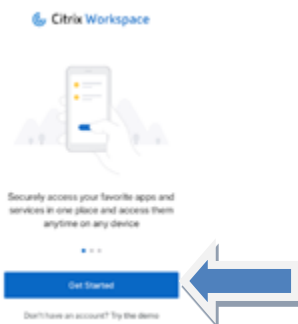 Citrix Workspace
Securely access your favorite apps and
services in one place and access them
anytime on any device
Get Started
Don't have an account? Try the demo